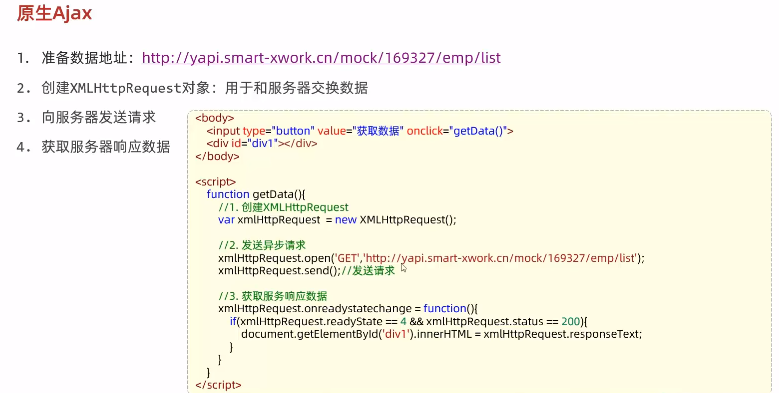 原生Ajax
1. 准备数据地址：http://yapi.smart-xwork.cn/mock/169327/emp/list
2. 创建XMLHttpRequest对象：用于和服务器交换数据
3. 向服务器发送请求
4. 获取服务器响应数据
<body>
<input type="button" value="获取数据" onclick="getData()">
<div id="div1"></div>
</body>
<script>
function getData(){
//1. 创建XMLHttpRequest
var xmlHttpRequest  = new XMLHttpRequest();
//2. 发送异步请求
xmlHttpRequest.open('GET','http://yapi.smart-xwork.cn/mock/169327/emp/list');
xmlHttpRequest.send();//发送请求
//3. 获取服务响应数据
xmlHttpRequest.onreadystatechange = function(){
if(xmlHttpRequest.readyState == 4 && xmlHttpRequest.status == 200){
document.getElementById('div1').innerHTML = xmlHttpRequest.responseText;
}
}
}
</script>